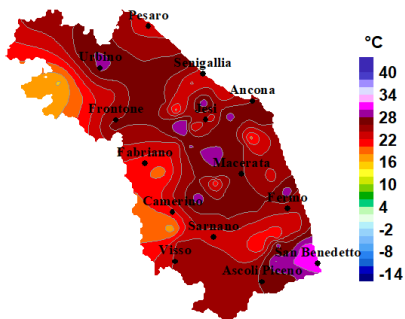 Pesaro
°C
Urbino
Senigallia
40
34
Ancona
28
Frontone
Jesi
22
Fabriano
16
Macerata
10
Camerino
Fermo
4
Sarnano
-2
Visso
San Benedetto
-8
Ascoli Piceno
-14